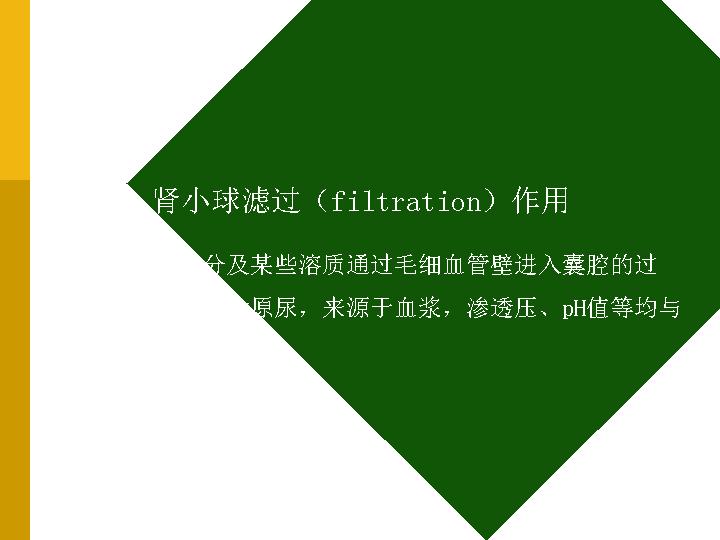 肾小球滤过（filtration）作用
分及某些溶质通过毛细血管壁进入囊腔的过
原尿，来源于血浆，渗透压、pH值等均与